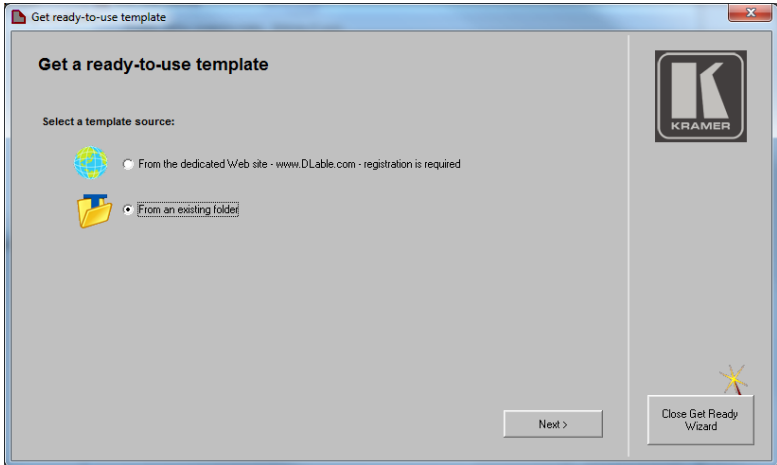 Get ready-to-use template
Get a ready-to-use template
KRAMER
Select a template source:
From the dedicated Web site - www.DLable.com - registration is required
From an existing folder
Next >
Close Get Ready
Wizard